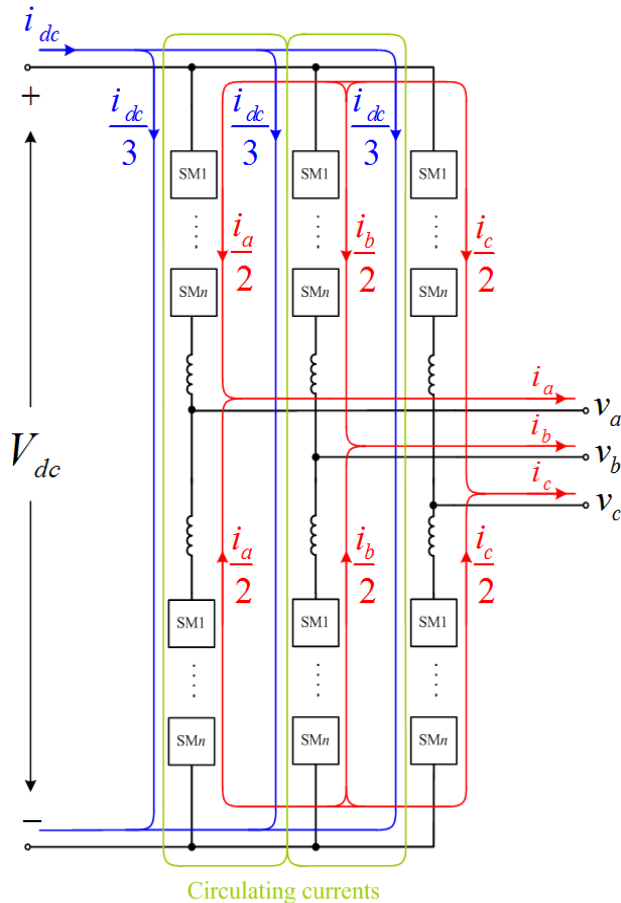 i_dc
+
i_dc/3 i_dc/3 i_dc/3
SM1 SM1 SM1
i_a/2 i_b/2 i_c/2
SMn SMn SMn
i_a
v_a
i_b
V_dc
v_b
i_c
v_c
i_a/2 i_b/2 i_c/2
SM1 SM1 SM1
SMn SMn SMn
−
Circulating currents